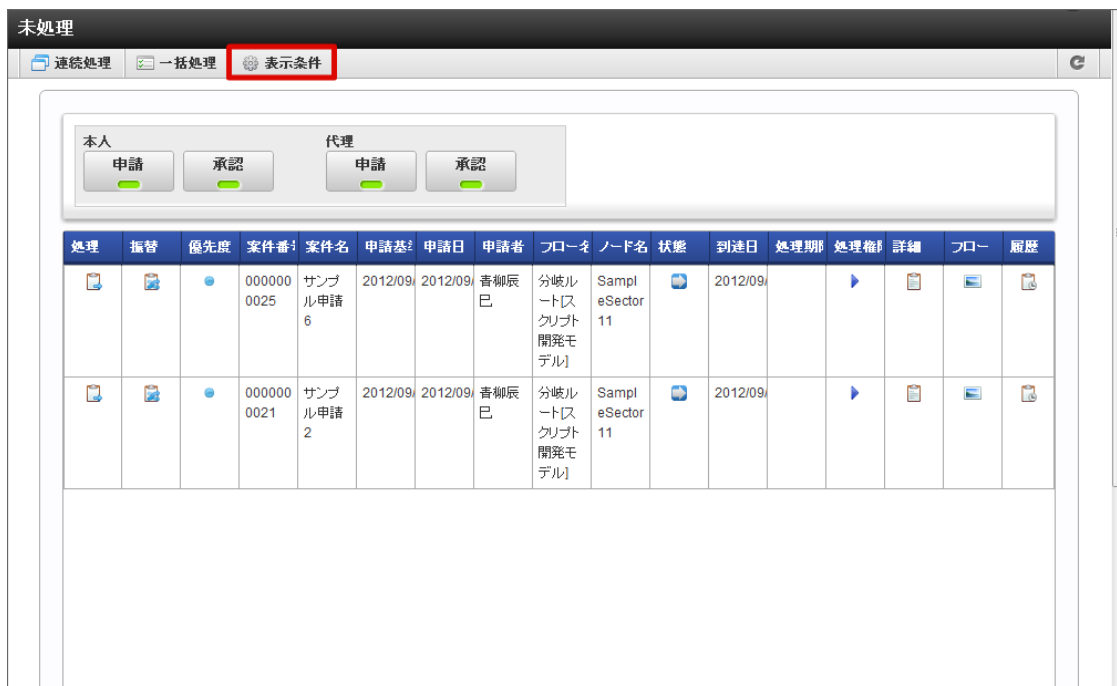 未処理
連続処理 一括処理 表示条件
本人 代理
申請 承認 申請 承認
処理 振替 優先度 案件番 案件名 申請基 申請日 申請者 フロー名 ノード名 状態 到達日 処理期 処理権 詳細 フロー 履歴
000000 サンプ 2012/09/ 2012/09/ 青柳辰 分岐ル Sampl 2012/09/
0025 ル申請 巳 ート[ス eSector
6 クリプト 11
開発モ
デル]
000000 サンプ 2012/09/ 2012/09/ 青柳辰 分岐ル Sampl 2012/09/
0021 ル申請 巳 ート[ス eSector
2 クリプト 11
開発モ
デル]